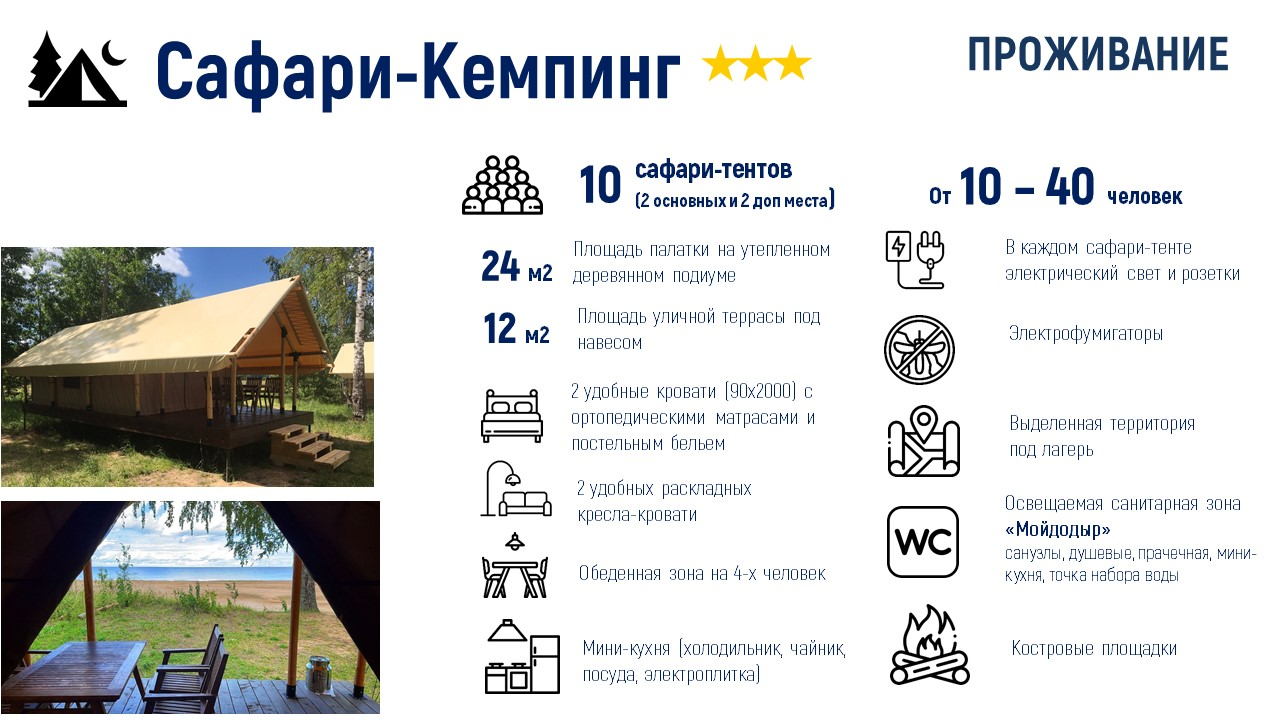 Сафари-Кемпинг
ПРОЖИВАНИЕ
10 сафари-тентов
(2 основных и 2 доп места)
24 м2
Площадь палатки на утепленном
деревянном подиуме
12 м2
Площадь уличной террасы под
навесом
2 удобные кровати (90х2000) с
ортопедическими матрасами и
постельным бельем
2 удобных раскладных
кресла-кровати
Обеденная зона на 4-х человек
Мини-кухня (холодильник, чайник,
посуда, электроплитка)
От 10 – 40 человек
В каждом сафари-тенте
электрический свет и розетки
Электрофумигаторы
Выделенная территория
под лагерь
WC
Освещаемая санитарная зона
«Мойдодыр»
санузлы, душевые, прачечная, мини-
кухня, точка набора воды
Костровые площадки